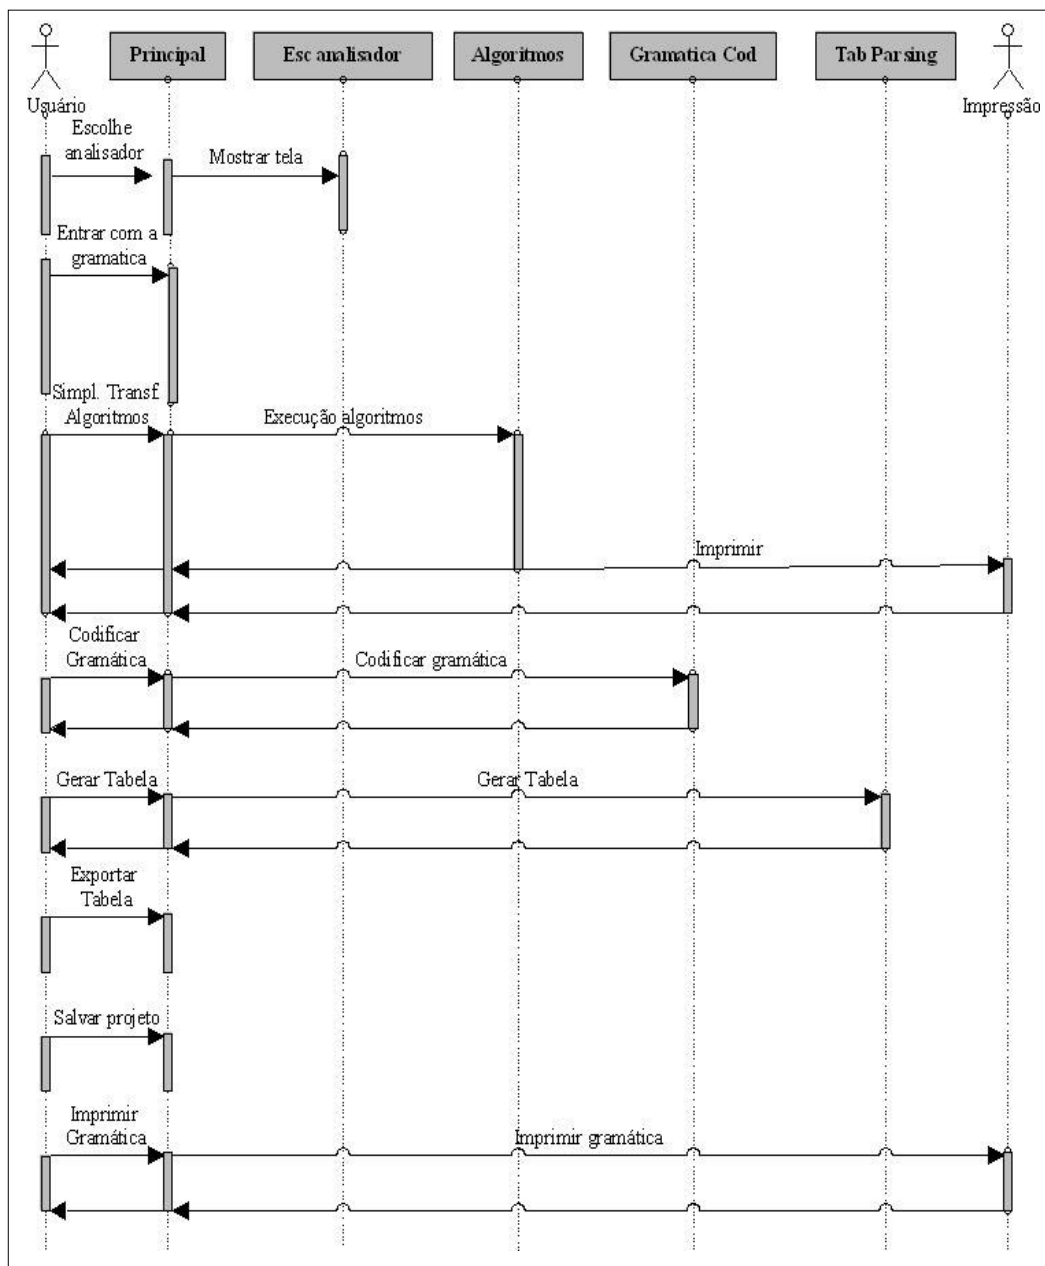 Principal
Esc analisador
Algoritmos
Gramatica Cod
Tab Parsing
Usuário
Impressão
Escolhe
analisador
Mostrar tela
Entrar com a
gramatica
Simpl. Transf
Algoritmos
Execução algoritmos
Imprimir
Codificar
Gramática
Codificar gramática
Gerar Tabela
Gerar Tabela
Exportar
Tabela
Salvar projeto
Imprimir
Gramática
Imprimir gramática